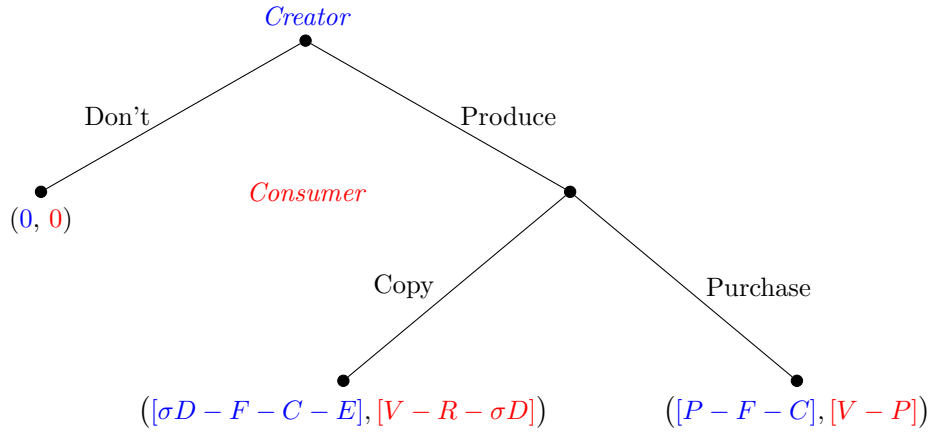 Creator
Don't
Produce
Consumer
(0, 0)
Copy
Purchase
([σD − F − C − E], [V − R − σD])
([P − F − C], [V − P])